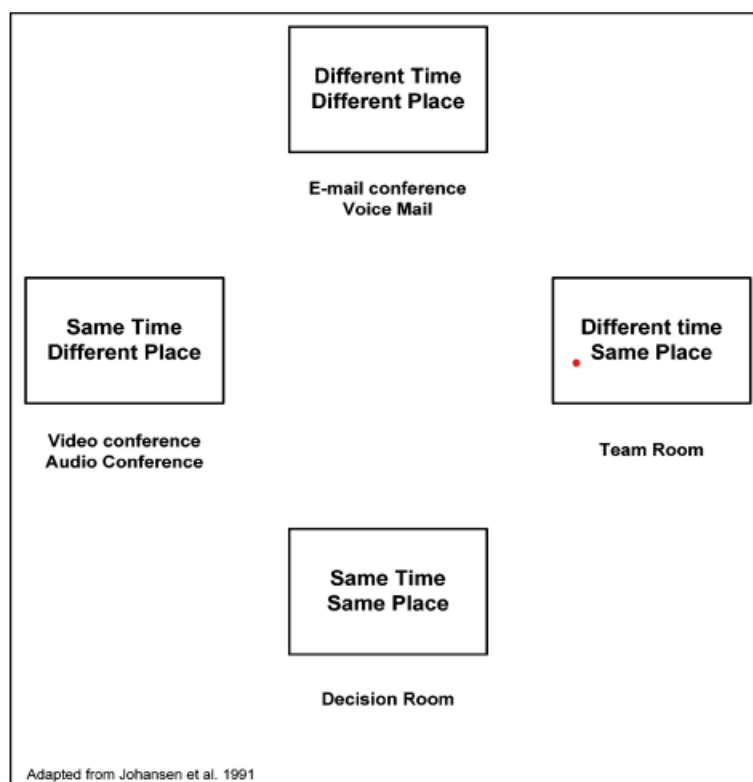 Different Time
Different Place
E-mail conference
Voice Mail
Same Time
Different Place
Video conference
Audio Conference
Different time
Same Place
Team Room
Same Time
Same Place
Decision Room
Adapted from Johansen et al. 1991